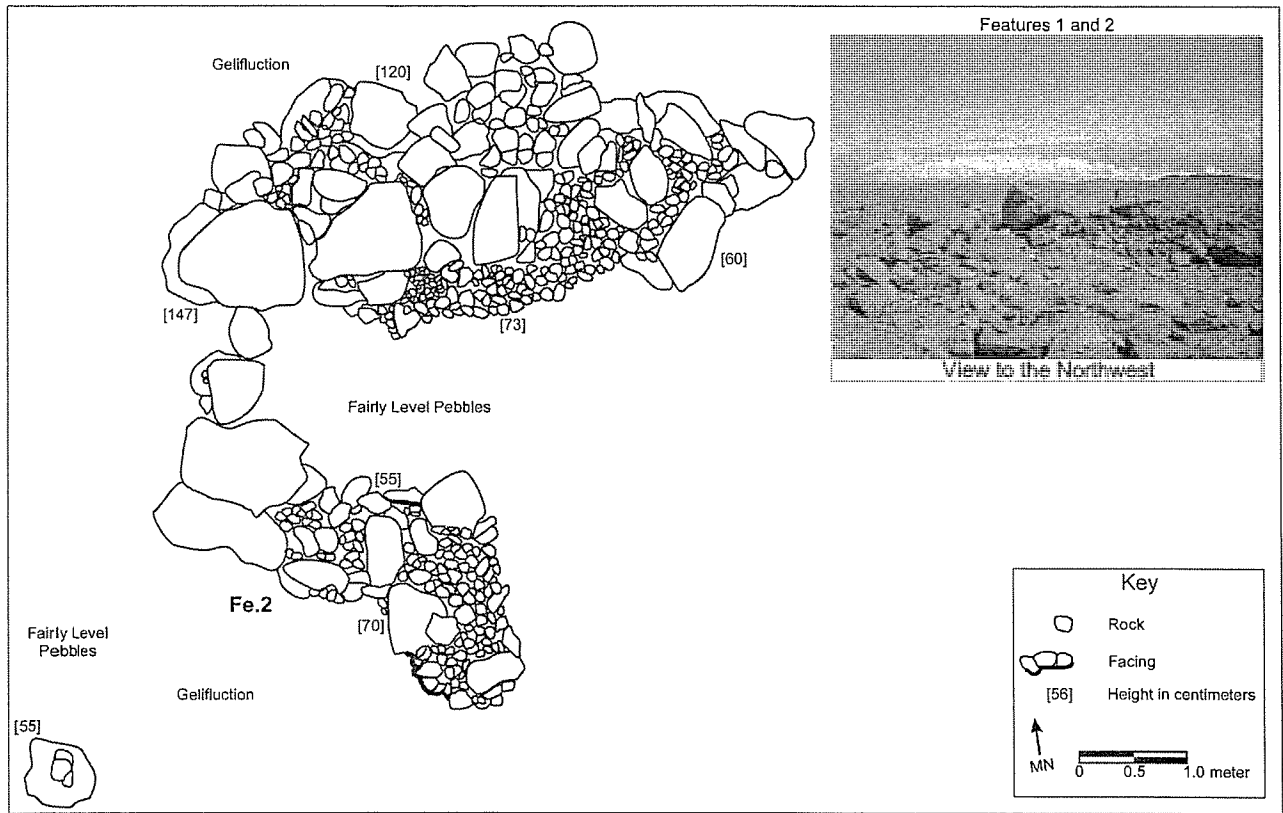 Features 1 and 2
Gelifluction
[120]
[60]
[147]
[73]
View to the Northwest
Fairly Level Pebbles
[55]
Fe.2
[70]
Fairly Level
Pebbles
Gelifluction
[55]
Key
Rock
Facing
[56] Height in centimeters
MN
0 0.5 1.0 meter